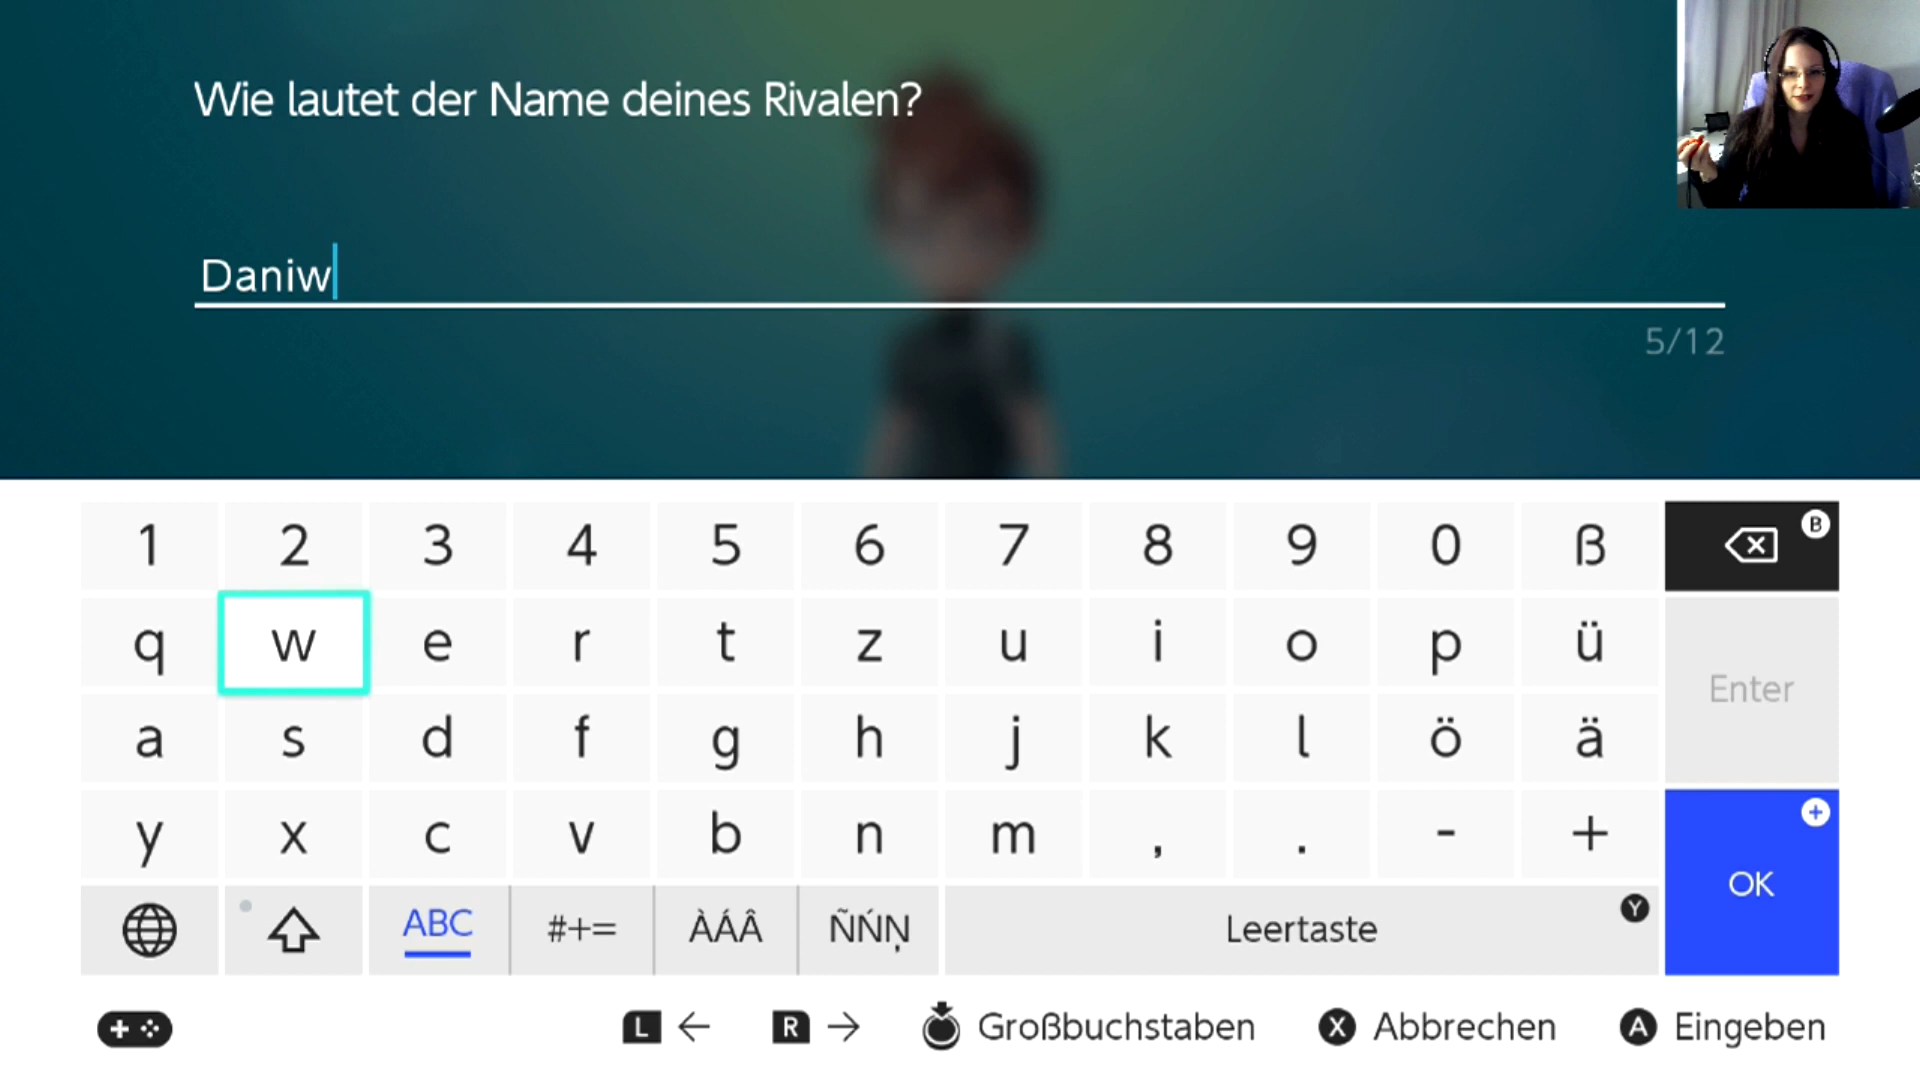 Wie lautet der Name deines Rivalen?
Daniw
5/12
1 2 3 4 5 6 7 8 9 0 ß B
q w e r t z u i o p ü Enter
a s d f g h j k l ö ä
y x c v b n m , . - + +
ABC #+= ÀÁÂ ÑŃŅ Leertaste Y OK
L ← R → Großbuchstaben X Abbrechen A Eingeben